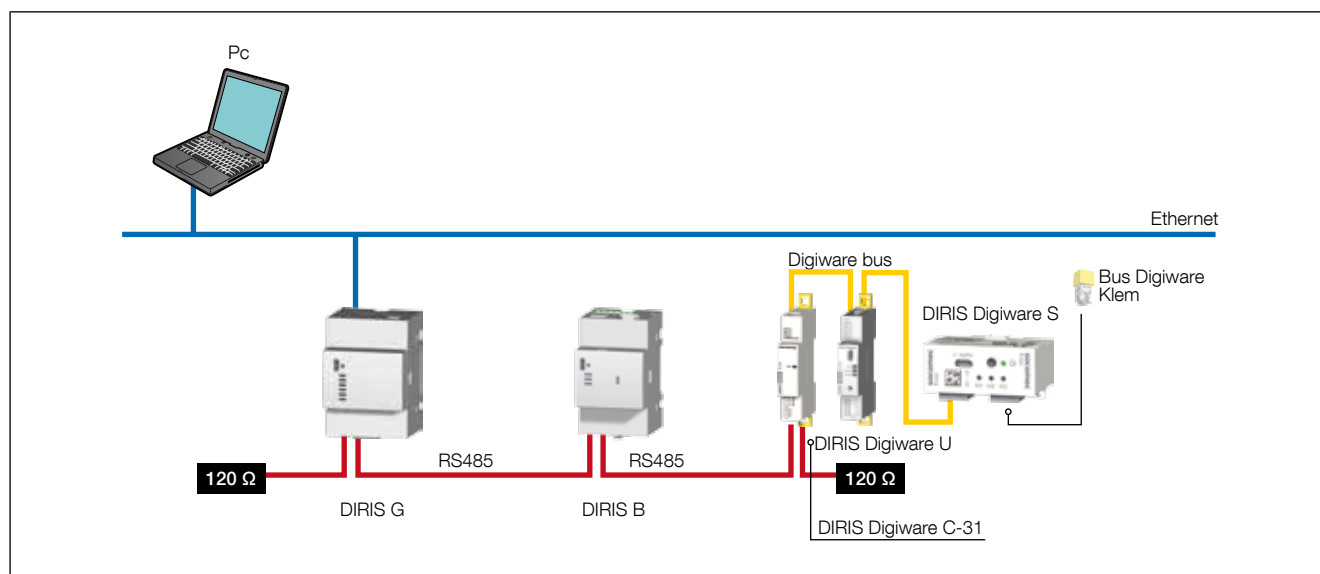 Pc
Ethernet
Digiware bus
Bus Digiware
Klem
DIRIS Digiware S
DIRIS Digiware U
RS485
RS485
120 Ω
120 Ω
DIRIS G
DIRIS B
DIRIS Digiware C-31